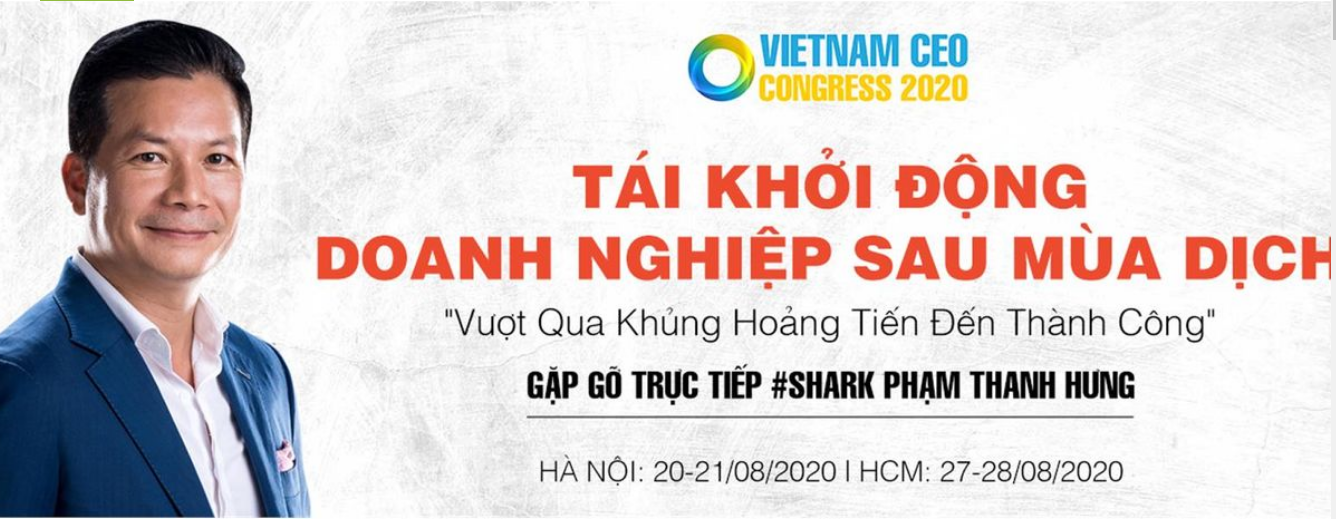 VIETNAM CEO
CONGRESS 2020
TÁI KHỞI ĐỘNG
DOANH NGHIỆP SAU MÙA DỊCH
"Vượt Qua Khủng Hoảng Tiến Đến Thành Công"
GẶP GỠ TRỰC TIẾP #SHARK PHẠM THANH HƯNG
HÀ NỘI: 20-21/08/2020 I HCM: 27-28/08/2020